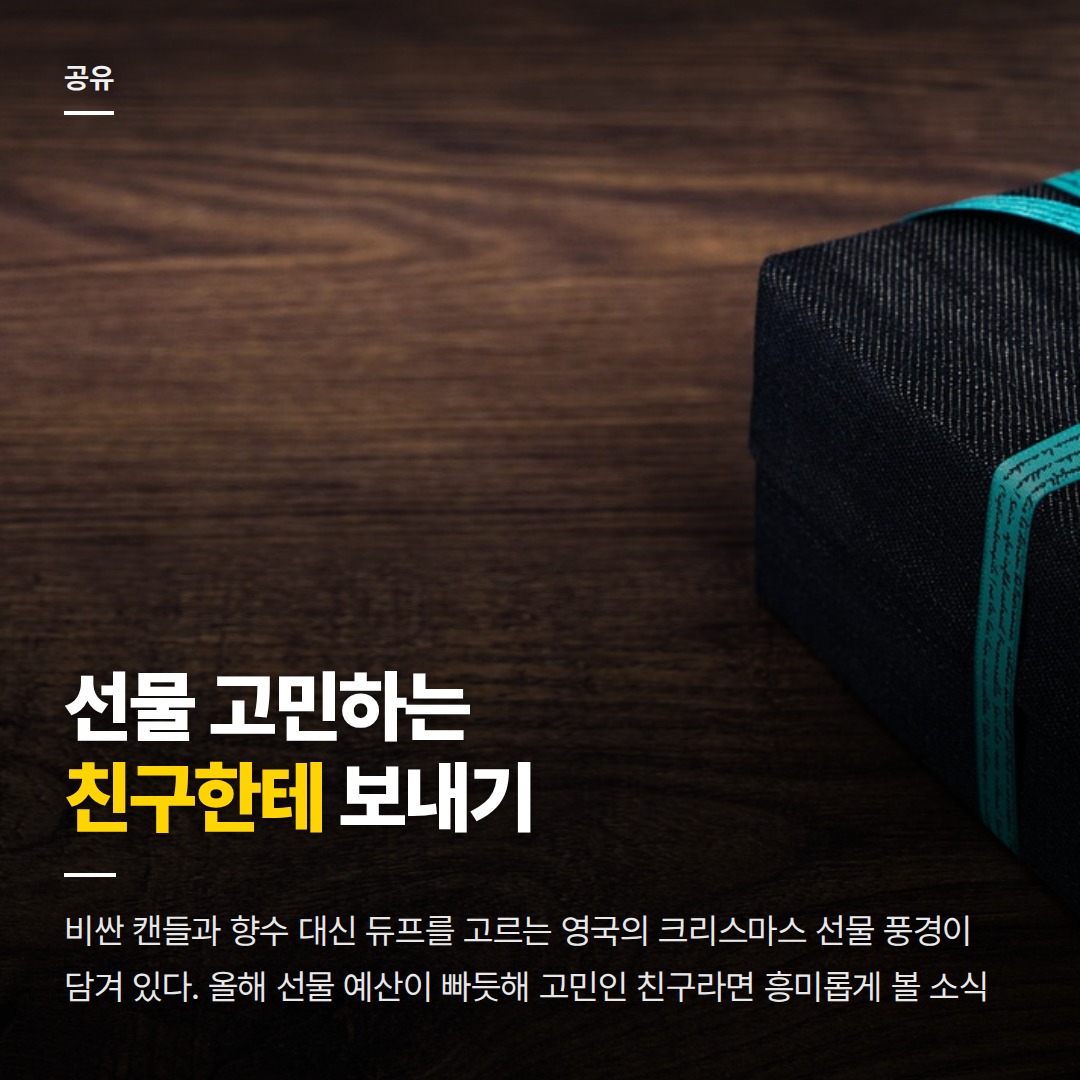 공유
선물 고민하는
친구한테 보내기
비싼 캔들과 향수 대신 듀프를 고르는 영국의 크리스마스 선물 풍경이
담겨 있다. 올해 선물 예산이 빠듯해 고민인 친구라면 흥미롭게 볼 소식